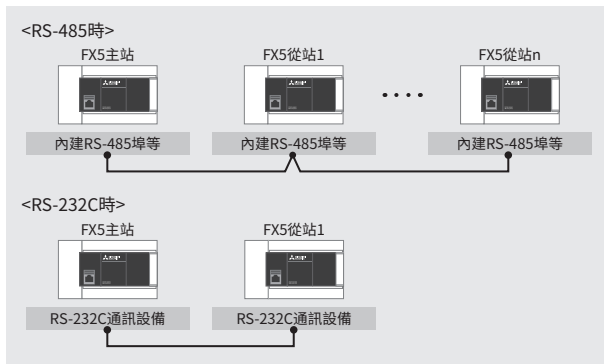 <RS-485時>
FX5主站 FX5從站1 FX5從站n
內建RS-485埠等 內建RS-485埠等 內建RS-485埠等
<RS-232C時>
FX5主站 FX5從站1
RS-232C通訊設備 RS-232C通訊設備